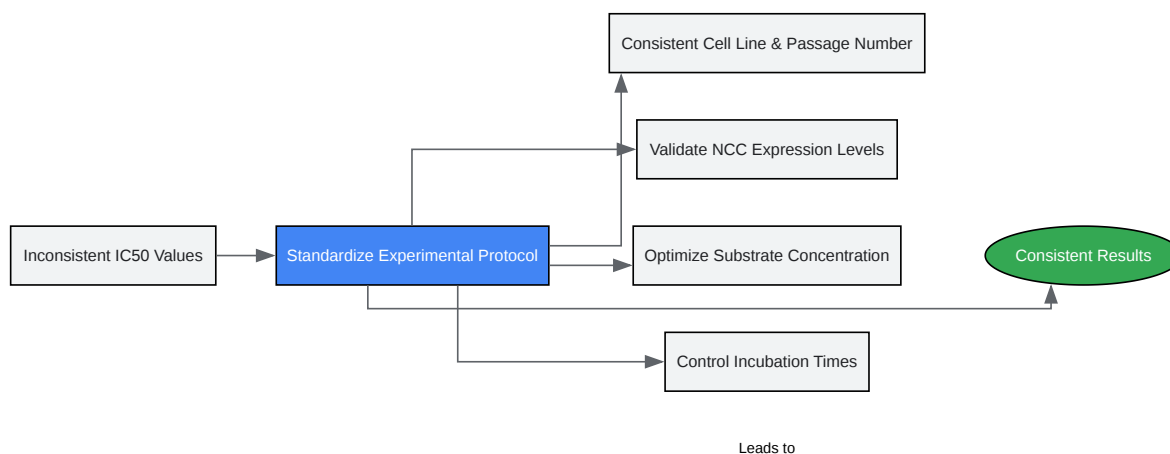 Consistent Cell Line & Passage Number
Validate NCC Expression Levels
Inconsistent IC50 Values
Standardize Experimental Protocol
Optimize Substrate Concentration
Consistent Results
Control Incubation Times
Leads to